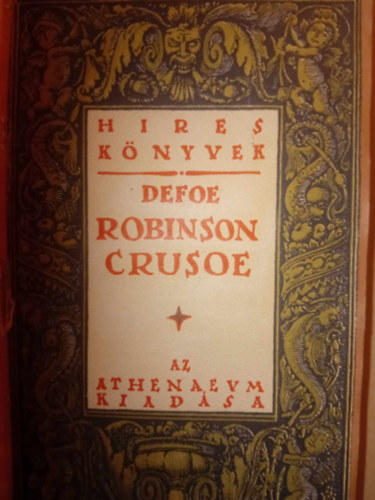 HIRES
KÖNYVEK
DEFOE
ROBINSON
CRUSOE
AZ
ATHENAEVM
KIADÁSA